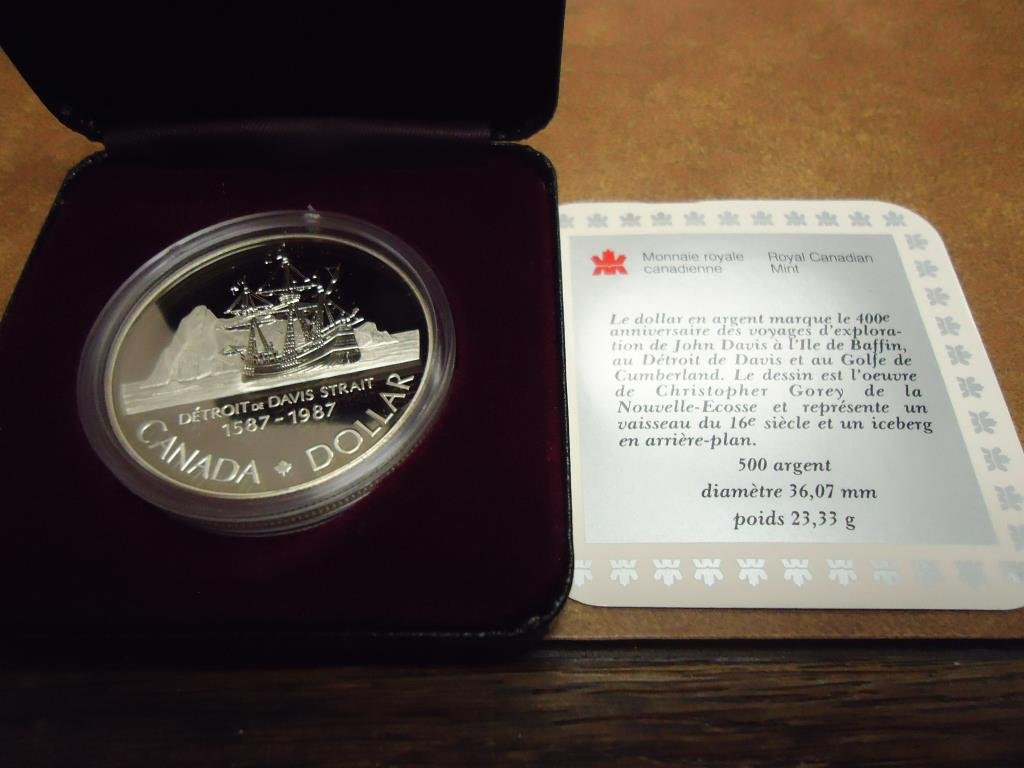 DÉTROIT DE DAVIS STRAIT
1587-1987
CANADA DOLLAR
Monnaie royale
canadienne
Royal Canadian
Mint
Le dollar en argent marque le 400e
anniversaire des voyages d'explora-
tion de John Davis à l'Ile de Baffin,
au Détroit de Davis et au Golfe de
Cumberland. Le dessin est l'oeuvre
de Christopher Gorey de la
Nouvelle-Ecosse et représente un
vaisseau du 16e siècle et un iceberg
en arrière-plan.
500 argent
diamètre 36,07 mm
poids 23,33 g